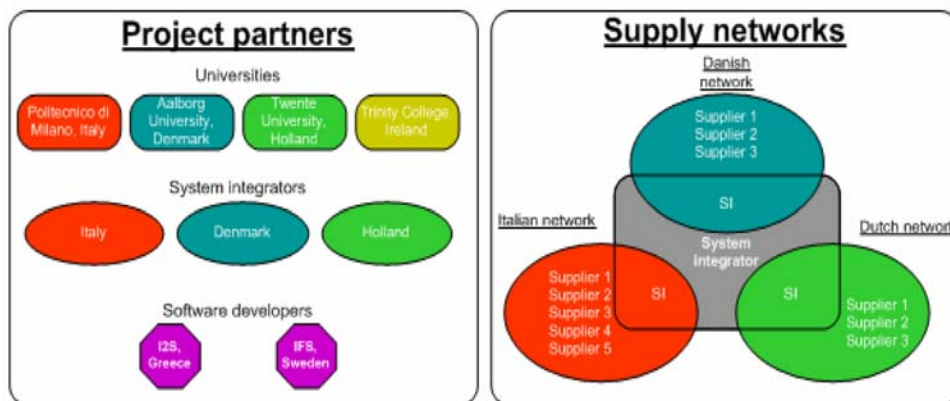 Project partners
Universities
Politecnico di
Milano, Italy
Aalborg
University,
Denmark
Twente
University,
Holland
Trinity College,
Ireland
System integrators
Italy
Denmark
Holland
Software developers
I2S,
Greece
IFS,
Sweden
Supply networks
Danish
network
Supplier 1
Supplier 2
Supplier 3
SI
Italian network
System
integrator
Dutch network
Supplier 1
Supplier 2
Supplier 3
Supplier 4
Supplier 5
SI
SI
Supplier 1
Supplier 2
Supplier 3